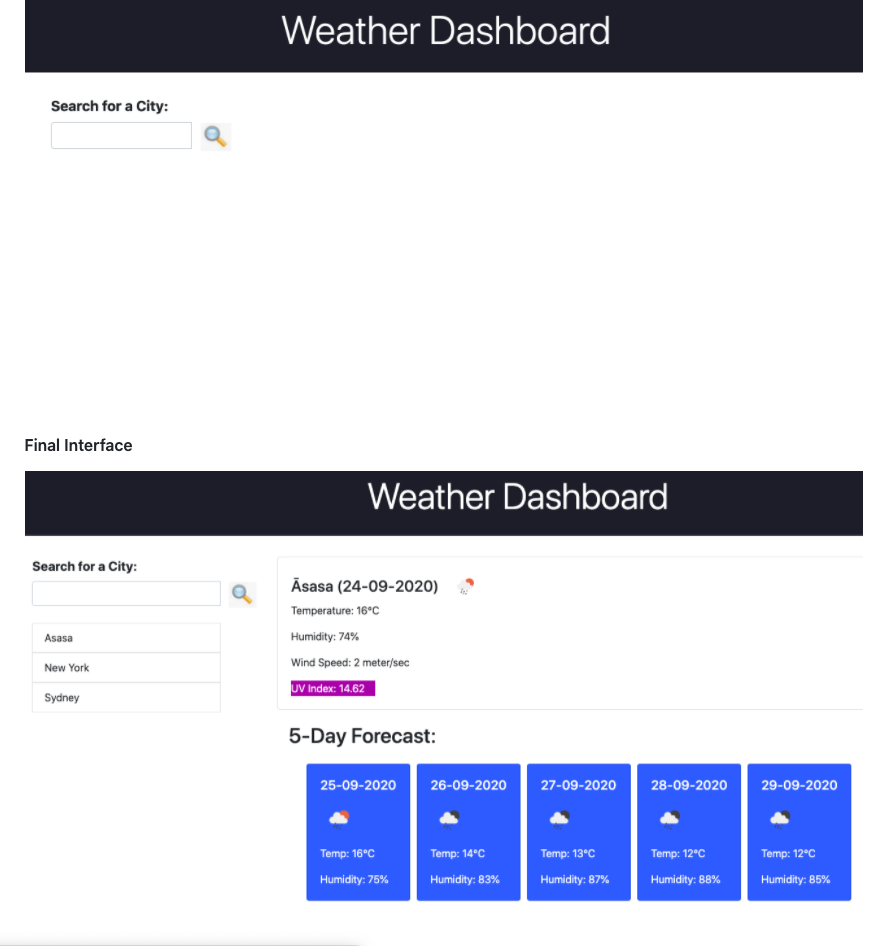 Weather Dashboard
Search for a City:
Final Interface
Weather Dashboard
Search for a City:
Asasa
New York
Sydney
Āsasa (24-09-2020)
Temperature: 16°C
Humidity: 74%
Wind Speed: 2 meter/sec
UV Index: 14.62
5-Day Forecast:
25-09-2020
Temp: 16°C
Humidity: 75%
26-09-2020
Temp: 14°C
Humidity: 83%
27-09-2020
Temp: 13°C
Humidity: 87%
28-09-2020
Temp: 12°C
Humidity: 88%
29-09-2020
Temp: 12°C
Humidity: 85%